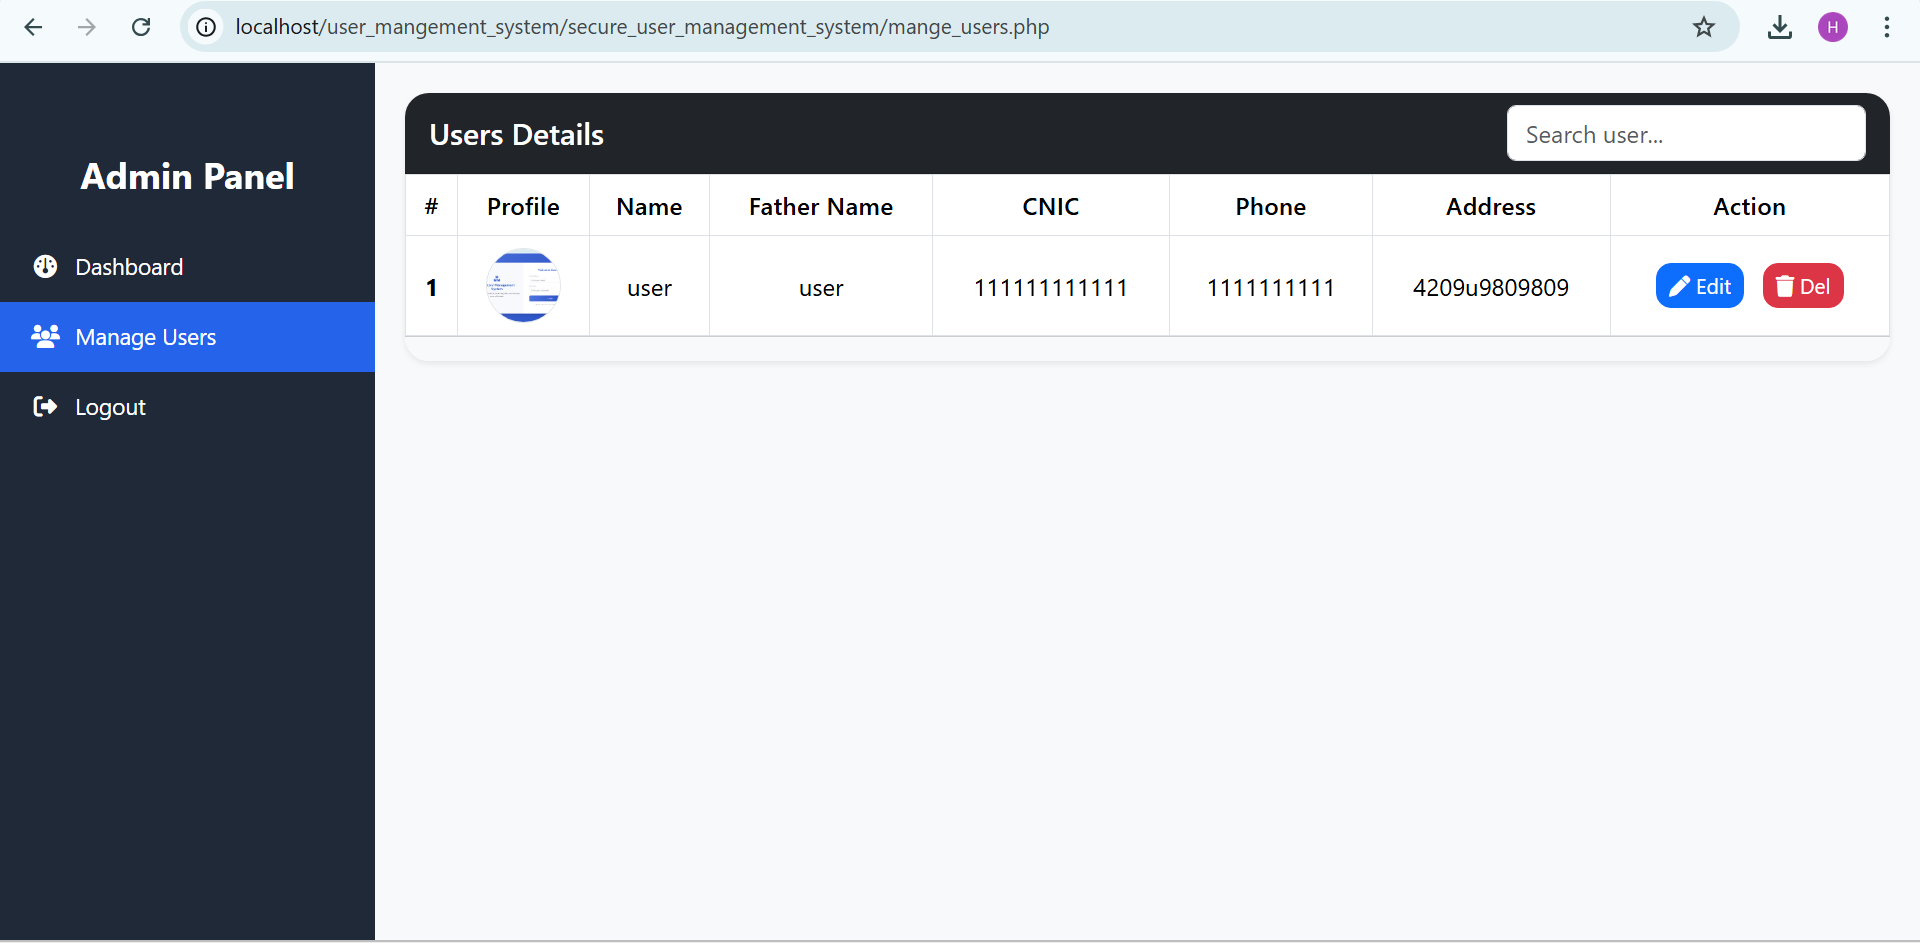 localhost/user_mangement_system/secure_user_management_system/mange_users.php
H
Admin Panel
Dashboard
Manage Users
Logout
Users Details
Search user...
# Profile Name Father Name CNIC Phone Address Action
1 user user 111111111111 1111111111 4209u9809809 Edit Del